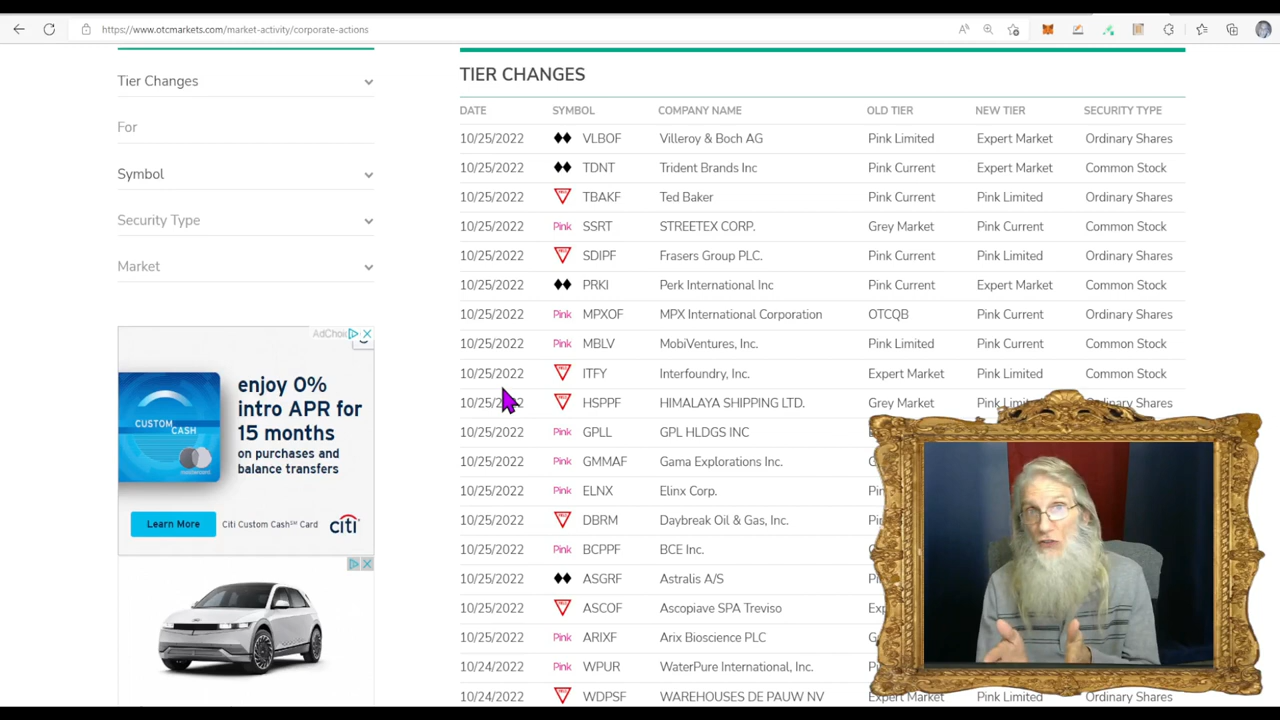 https://www.otcmarkets.com/market-activity/corporate-actions
Tier Changes
For
Symbol
Security Type
Market
AdChoic
enjoy 0%
intro APR for
15 months
on purchases and
balance transfers
CUSTOM
CASH
mastercard
Learn More Citi Custom Cash℠ Card citi
TIER CHANGES
DATE SYMBOL COMPANY NAME OLD TIER NEW TIER SECURITY TYPE
10/25/2022 VLBOF Villeroy & Boch AG Pink Limited Expert Market Ordinary Shares
10/25/2022 TDNT Trident Brands Inc Pink Current Expert Market Common Stock
10/25/2022 TBAKF Ted Baker Pink Current Pink Limited Ordinary Shares
10/25/2022 Pink SSRT STREETEX CORP. Grey Market Pink Current Common Stock
10/25/2022 SDIPF Frasers Group PLC. Pink Current Pink Limited Ordinary Shares
10/25/2022 PRKI Perk International Inc Pink Current Expert Market Common Stock
10/25/2022 Pink MPXOF MPX International Corporation OTCQB Pink Current Ordinary Shares
10/25/2022 Pink MBLV MobiVentures, Inc. Pink Limited Pink Current Common Stock
10/25/2022 ITFY Interfoundry, Inc. Expert Market Pink Limited Common Stock
10/25/2022 HSPPF HIMALAYA SHIPPING LTD. Grey Market Pink Limited Ordinary Shares
10/25/2022 Pink GPLL GPL HLDGS INC
10/25/2022 Pink GMMAF Gama Explorations Inc.
10/25/2022 Pink ELNX Elinx Corp.
10/25/2022 DBRM Daybreak Oil & Gas, Inc.
10/25/2022 Pink BCPPF BCE Inc.
10/25/2022 ASGRF Astralis A/S
10/25/2022 ASCOF Ascopiave SPA Treviso
10/25/2022 Pink ARIXF Arix Bioscience PLC
10/24/2022 Pink WPUR WaterPure International, Inc.
10/24/2022 WDPSF WAREHOUSES DE PAUW NV Expert Market Pink Limited Ordinary Shares